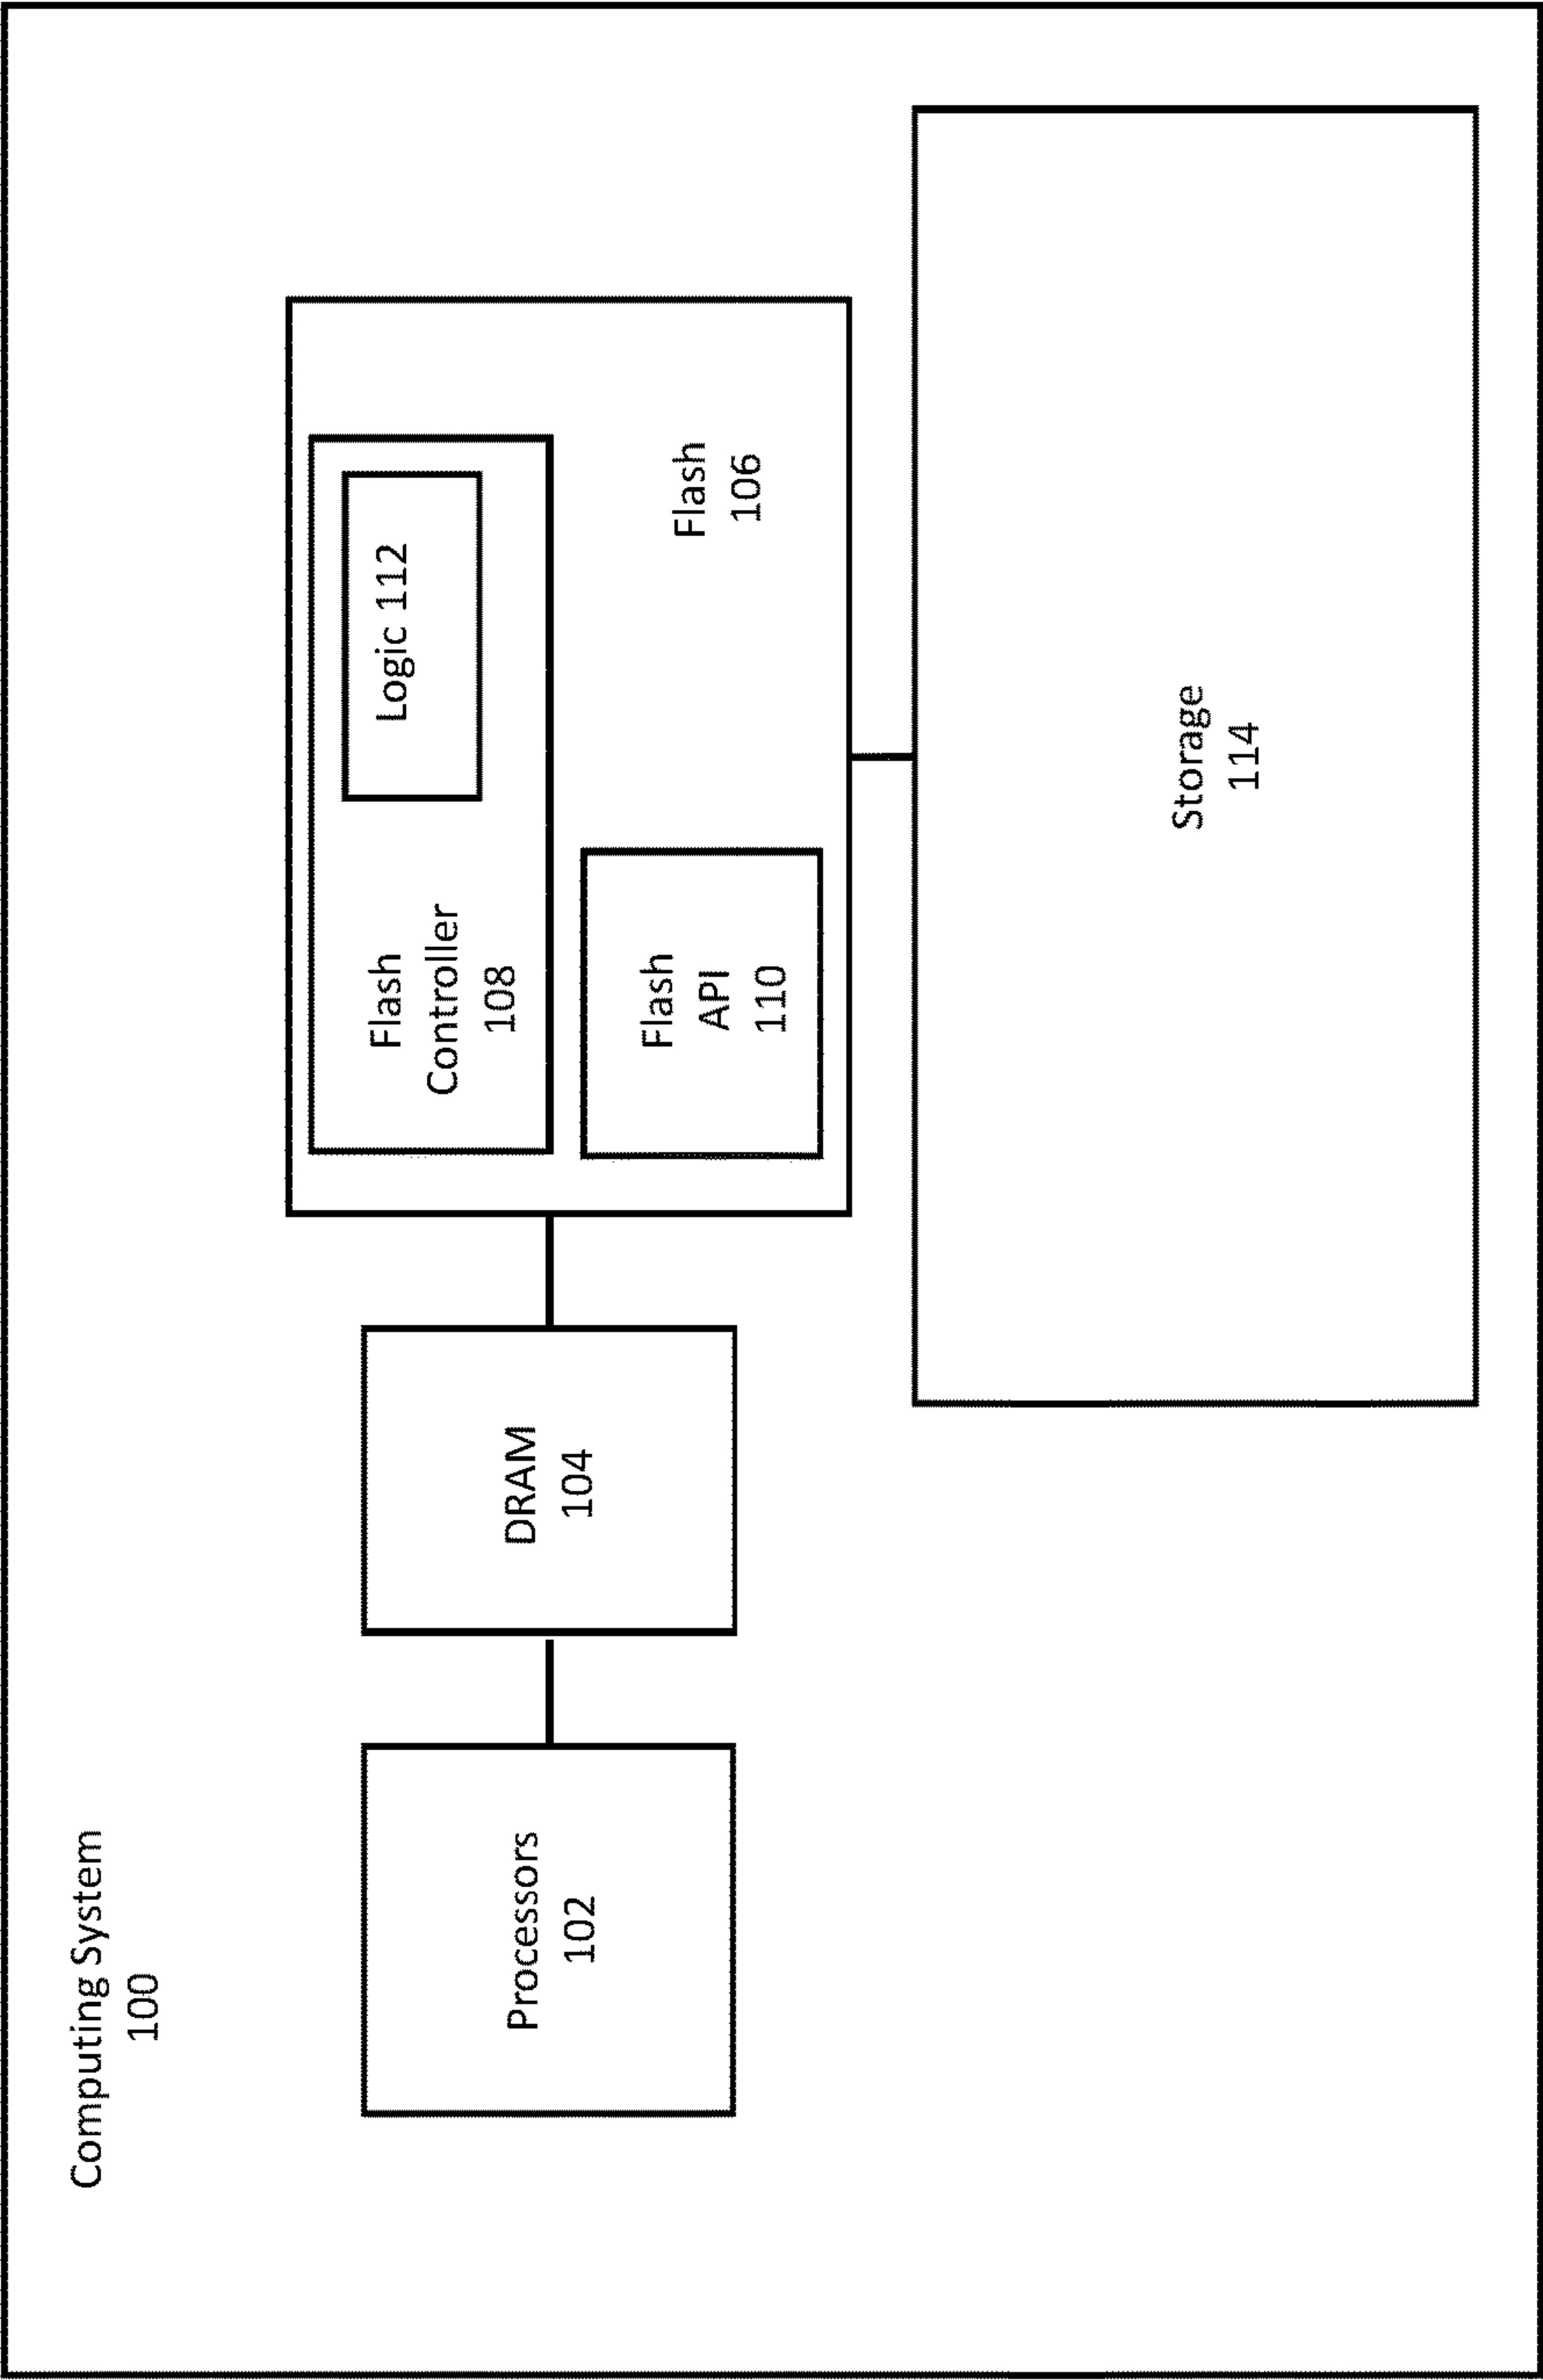 Computing System
100
Processors
102
DRAM
104
Flash
Controller
108
Logic 112
Flash
API
110
Flash
106
Storage
114